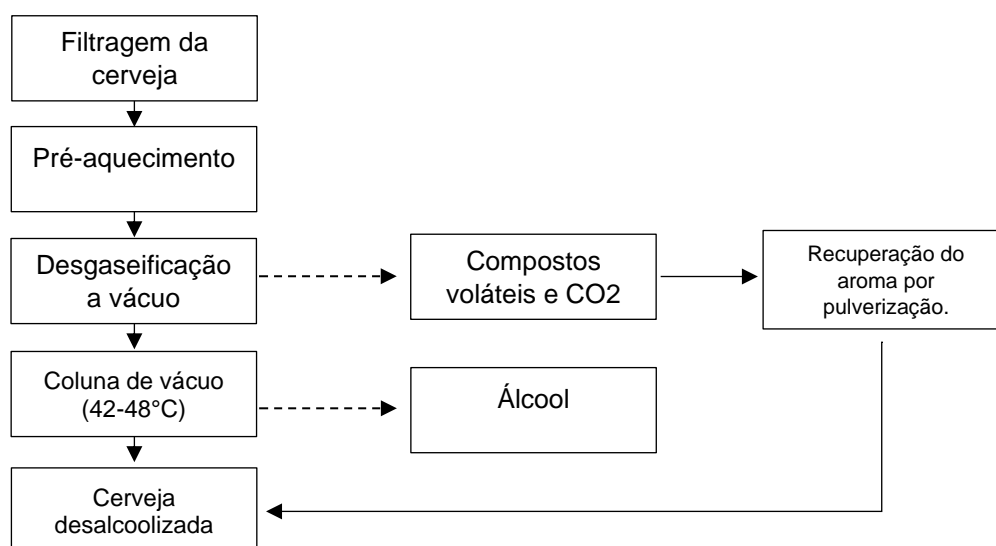 Filtragem da
cerveja
Pré-aquecimento
Desgaseificação
a vácuo
Compostos
voláteis e CO2
Recuperação do
aroma por
pulverização.
Coluna de vácuo
(42-48°C)
Álcool
Cerveja
desalcoolizada